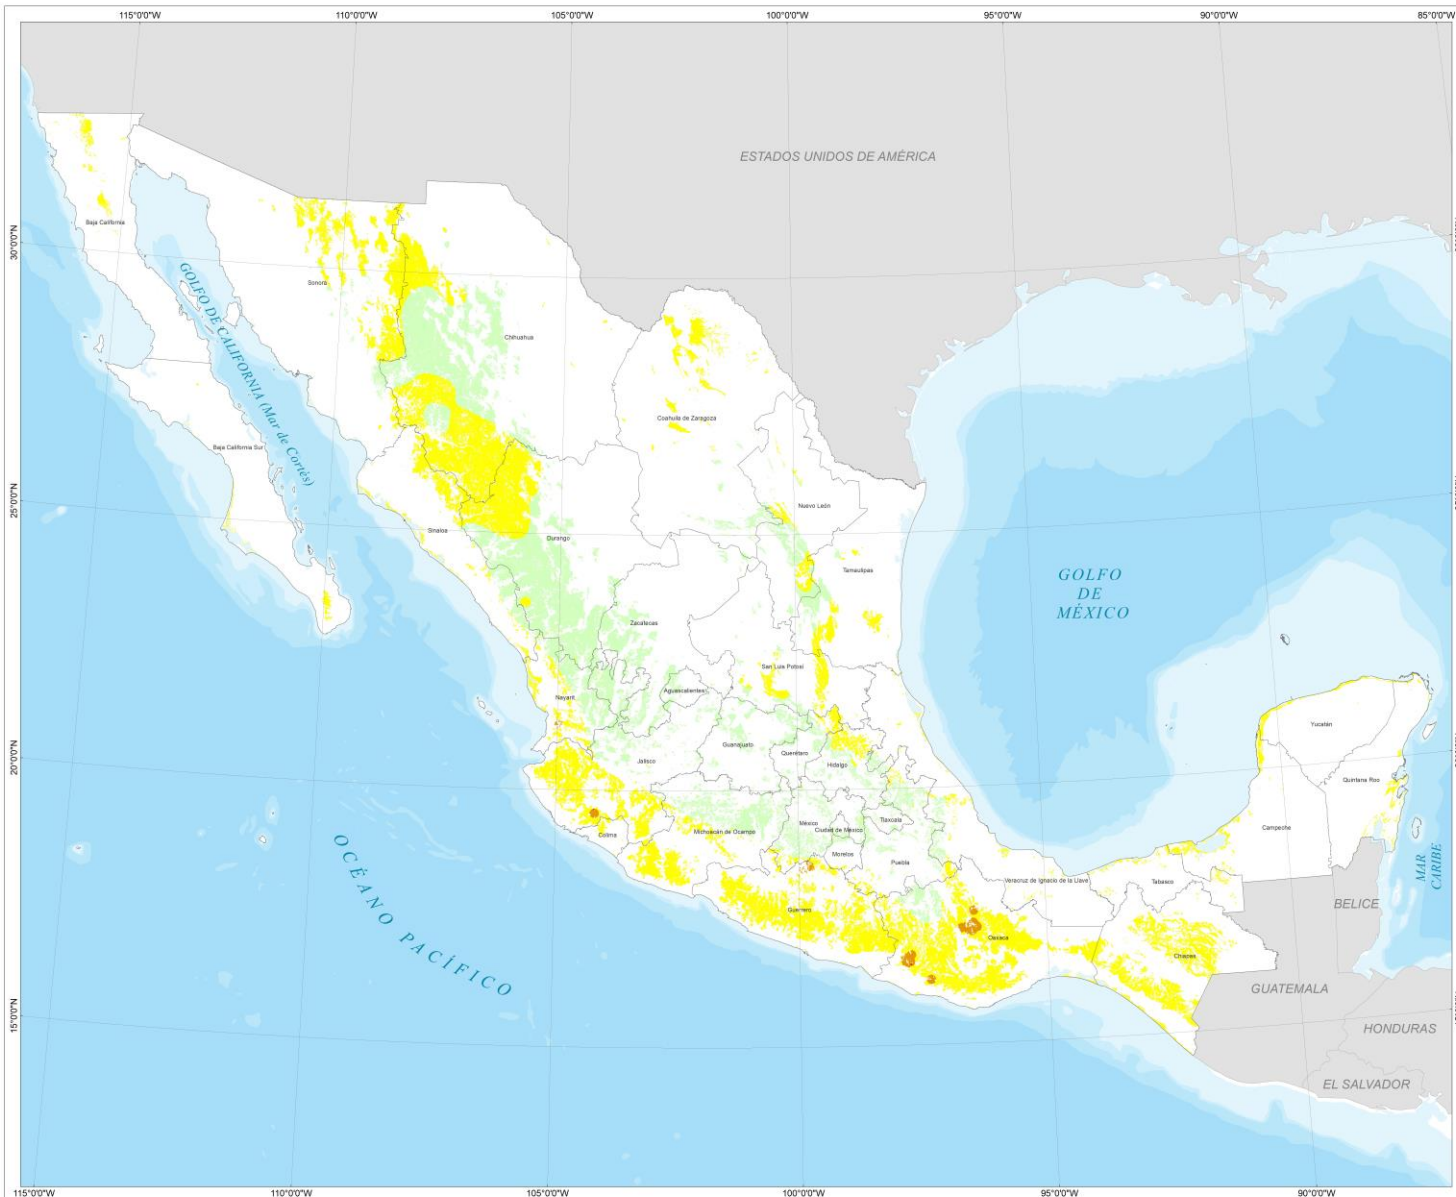 115°0'0"W
110°0'0"W
105°0'0"W
100°0'0"W
95°0'0"W
90°0'0"W
85°0'0"W
ESTADOS UNIDOS DE AMÉRICA
Baja California
30°0'0"N
Sonora
GOLFO DE CALIFORNIA (Mar de Cortés)
Chihuahua
Coahuila de Zaragoza
Baja California Sur
25°0'0"N
Nuevo León
Sinaloa
Durango
Tamaulipas
GOLFO
DE
MÉXICO
Zacatecas
San Luis Potosí
Aguascalientes
Nayarit
Yucatán
20°0'0"N
Guanajuato
Querétaro
Jalisco
Hidalgo
Quintana Roo
México
Tlaxcala
Michoacán de Ocampo
Ciudad de México
Colima
Campeche
Morelos
Puebla
MAR
CARIBE
Veracruz de Ignacio de la Llave
Tabasco
OCÉANO PACÍFICO
Guerrero
BELICE
Oaxaca
Chiapas
GUATEMALA
15°0'0"N
HONDURAS
EL SALVADOR
115°0'0"W
110°0'0"W
105°0'0"W
100°0'0"W
95°0'0"W
90°0'0"W